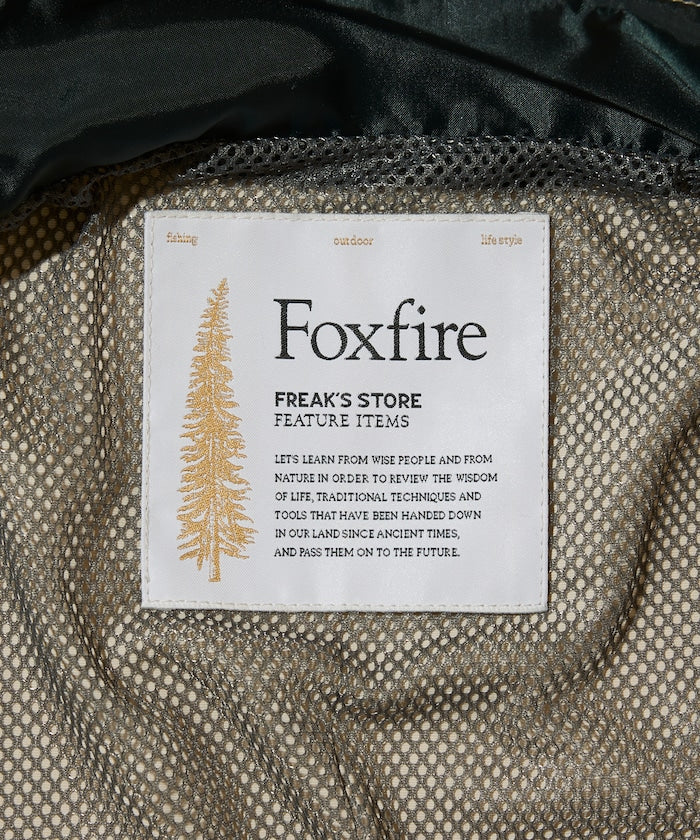 fishing outdoor life style
Foxfire
FREAK'S STORE
FEATURE ITEMS
LET'S LEARN FROM WISE PEOPLE AND FROM
NATURE IN ORDER TO REVIEW THE WISDOM
OF LIFE, TRADITIONAL TECHNIQUES AND
TOOLS THAT HAVE BEEN HANDED DOWN
IN OUR LAND SINCE ANCIENT TIMES,
AND PASS THEM ON TO THE FUTURE.